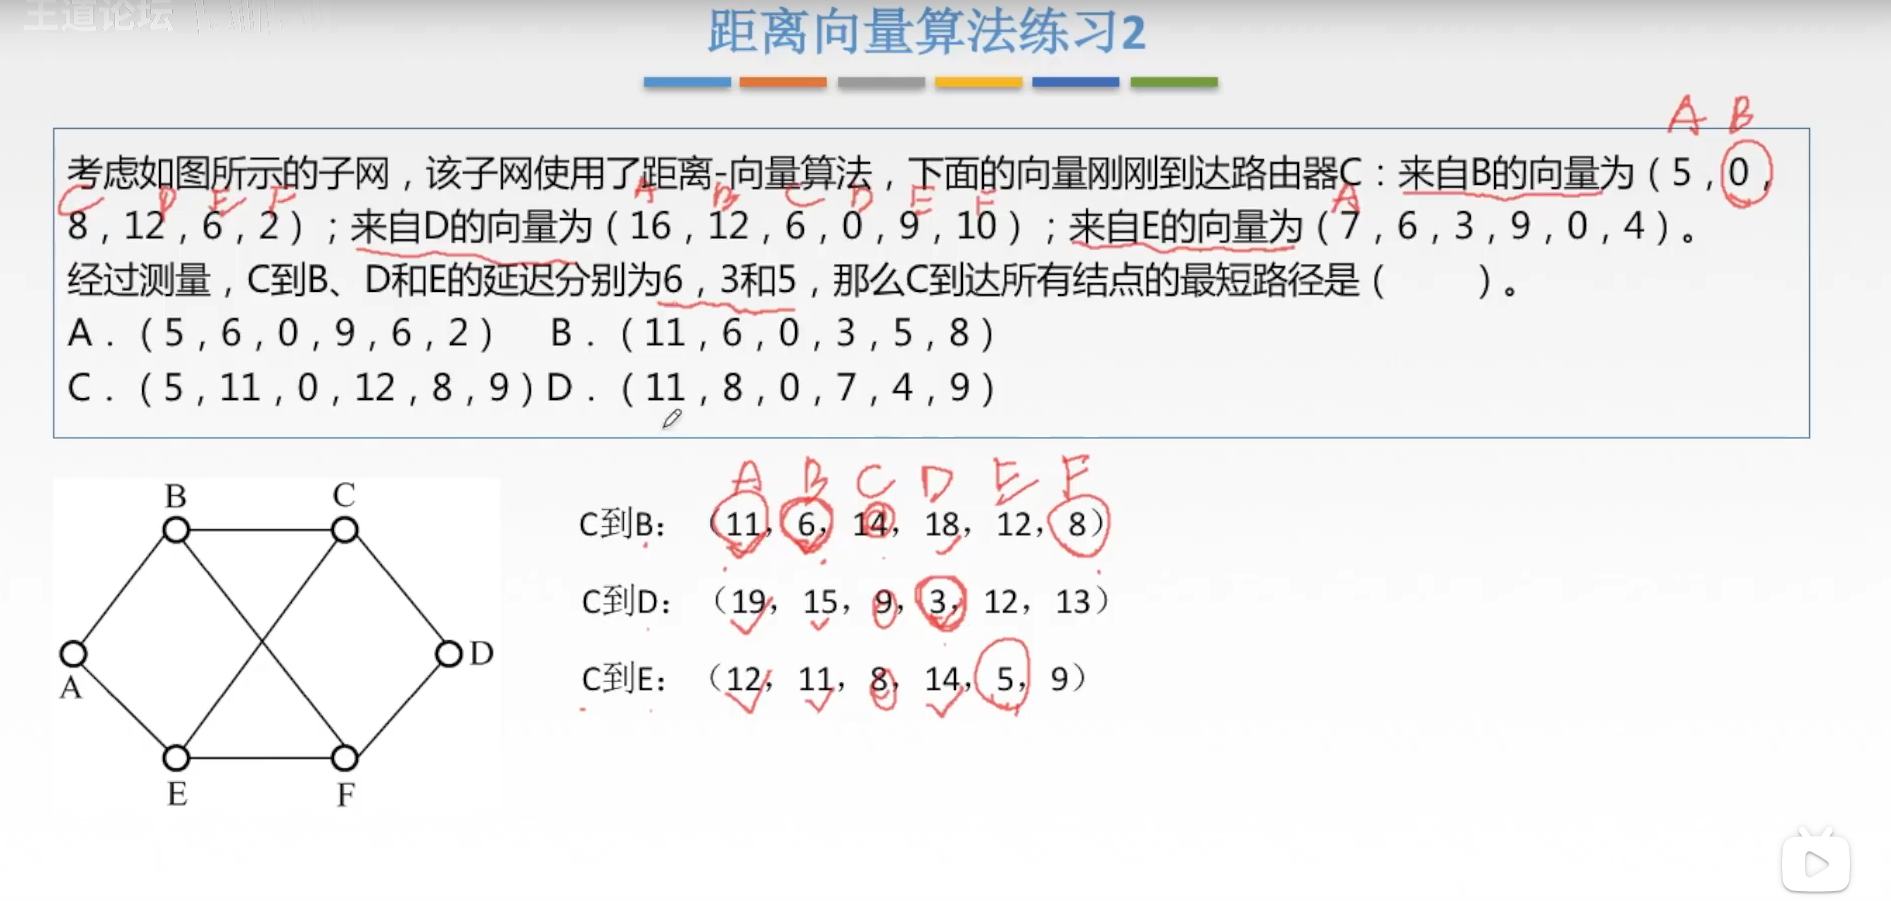 王道论坛
距离向量算法练习2
A B
考虑如图所示的子网，该子网使用了距离-向量算法，下面的向量刚刚到达路由器C：来自B的向量为（5，0，
C D E F A B C D E F A
8，12，6，2）；来自D的向量为（16，12，6，0，9，10）；来自E的向量为（7，6，3，9，0，4）。
经过测量，C到B、D和E的延迟分别为6，3和5，那么C到达所有结点的最短路径是（ ）。
A．（5，6，0，9，6，2） B．（11，6，0，3，5，8）
C．（5，11，0，12，8，9）D．（11，8，0，7，4，9）
A B C D E F
C到B：（11，6，14，18，12，8）
C到D：（19，15，9，3，12，13）
C到E：（12，11，8，14，5，9）
B C
A D
E F